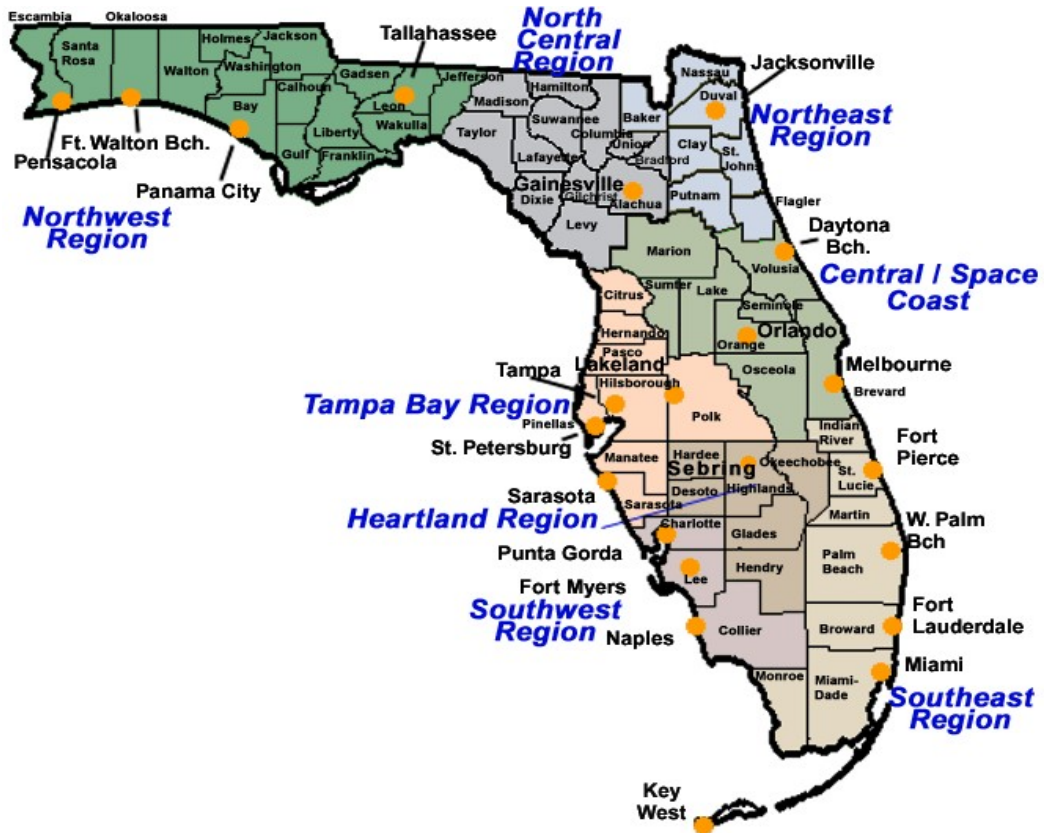 Escambia
Okaloosa
Santa
Rosa
Holmes
Jackson
Walton
Washington
Calhoun
Bay
Gadsen
Liberty
Gulf
Franklin
Leon
Wakulla
Jefferson
Tallahassee
Pensacola
Ft. Walton Bch.
Panama City
Northwest
Region
North
Central
Region
Madison
Hamilton
Taylor
Suwannee
Columbia
Lafayette
Dixie
Gainesville
Gilchrist
Alachua
Levy
Union
Bradford
Baker
Nassau
Duval
Jacksonville
Northeast
Region
Clay
St.
Johns
Putnam
Flagler
Daytona
Bch.
Volusia
Central / Space
Coast
Marion
Sumter
Lake
Seminole
Orlando
Orange
Osceola
Melbourne
Brevard
Citrus
Hernando
Pasco
Lakeland
Tampa
Hilsborough
Tampa Bay Region
Pinellas
St. Petersburg
Polk
Manatee
Sarasota
Sarasota
Hardee
Sebring
Okeechobee
Desoto
Highlands
Heartland Region
Glades
Hendry
Charlotte
Punta Gorda
Lee
Fort Myers
Southwest
Region
Naples
Collier
Indian
River
Fort
Pierce
St.
Lucie
Martin
W. Palm
Bch
Palm
Beach
Broward
Fort
Lauderdale
Monroe
Miami-
Dade
Miami
Southeast
Region
Key
West